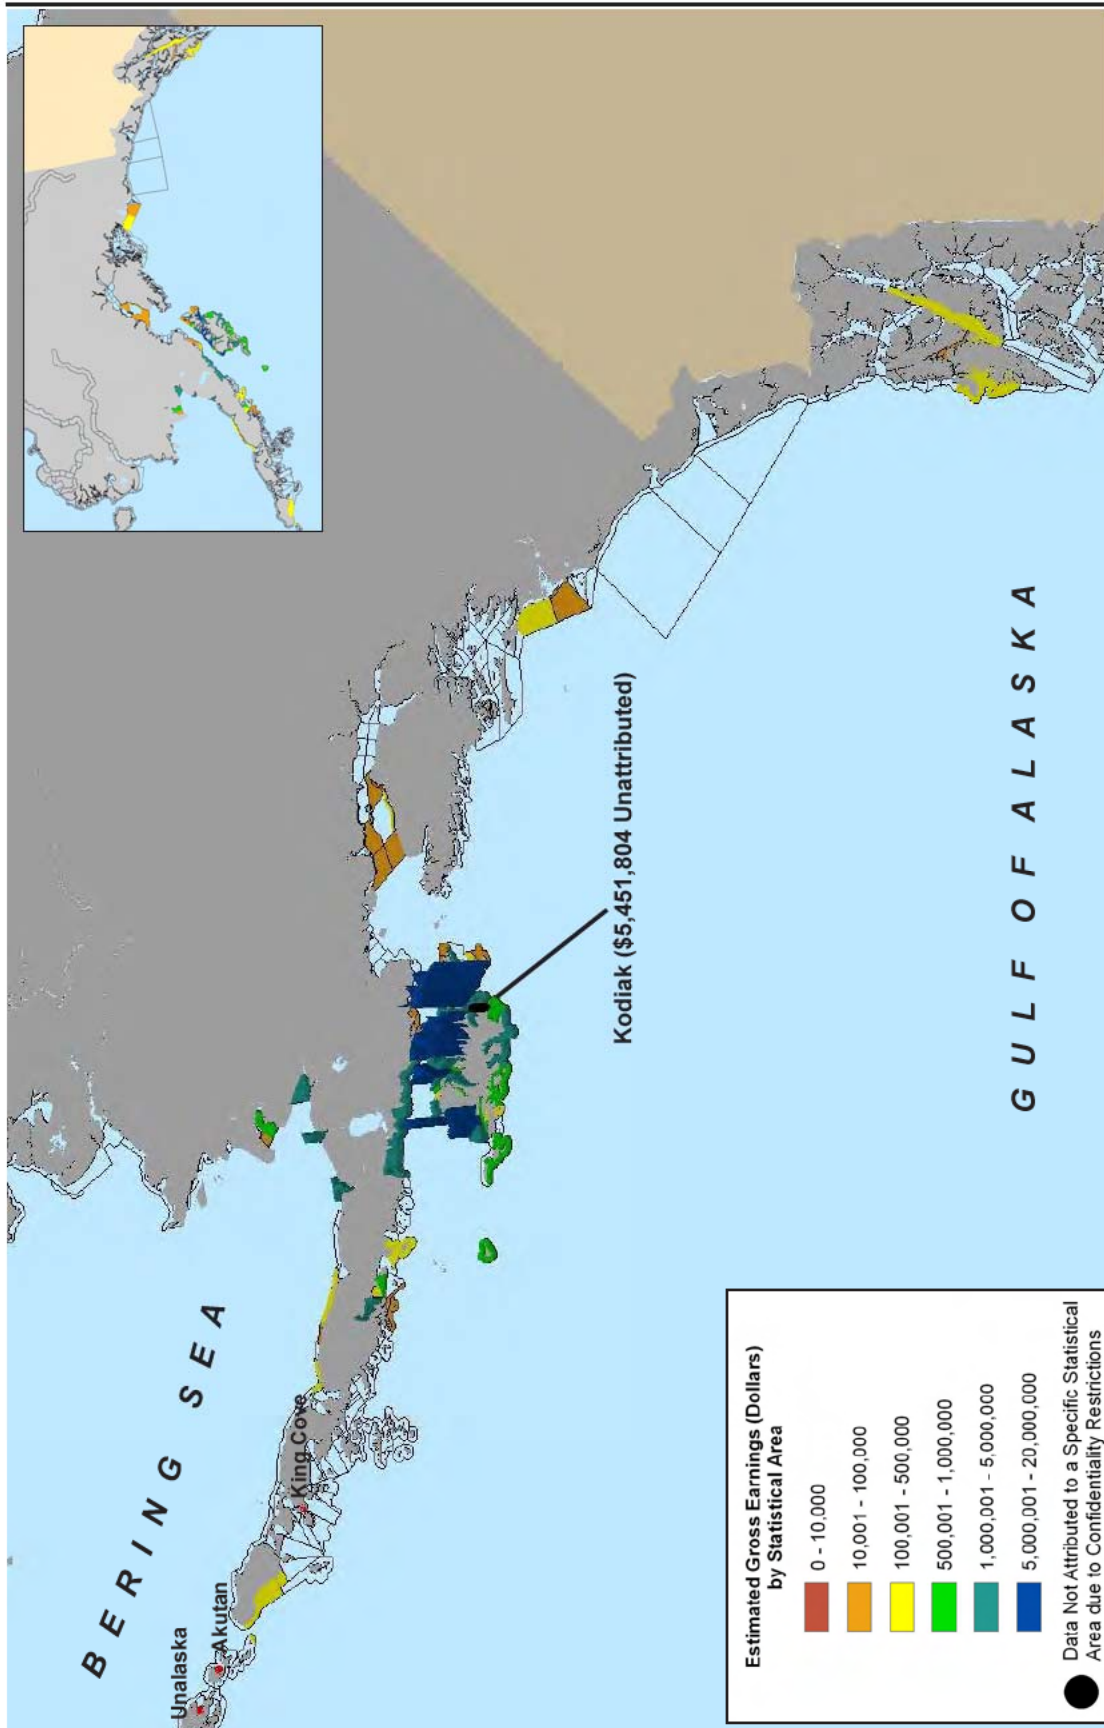 BERING SEA
Unalaska
Akutan
King Cove
Kodiak ($5,451,804 Unattributed)
GULF OF ALASKA
Estimated Gross Earnings (Dollars)
by Statistical Area
0 - 10,000
10,001 - 100,000
100,001 - 500,000
500,001 - 1,000,000
1,000,001 - 5,000,000
5,000,001 - 20,000,000
Data Not Attributed to a Specific Statistical
Area due to Confidentiality Restrictions